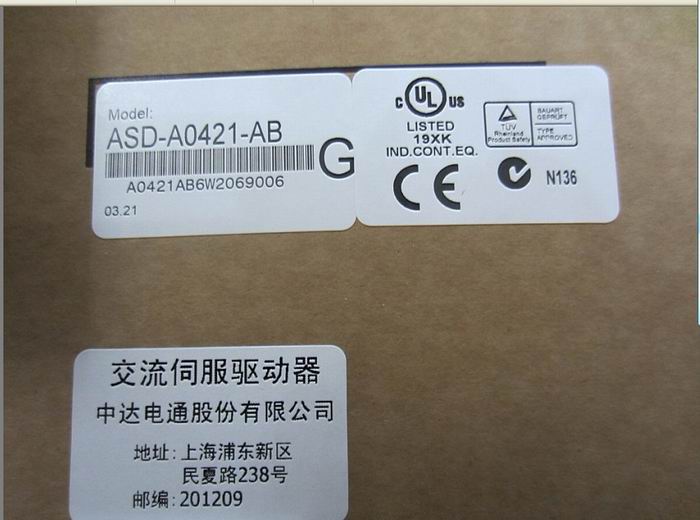 Model:
ASD-A0421-AB
G
A0421AB6W2069006
03.21
C UL US
LISTED
19XK
IND.CONT.EQ.
TÜV
Rheinland
Product Safety
BAUART
GEPRÜFT
TYPE
APPROVED
CE
N136
交流伺服驱动器
中达电通股份有限公司
地址:上海浦东新区
民夏路238号
邮编:201209